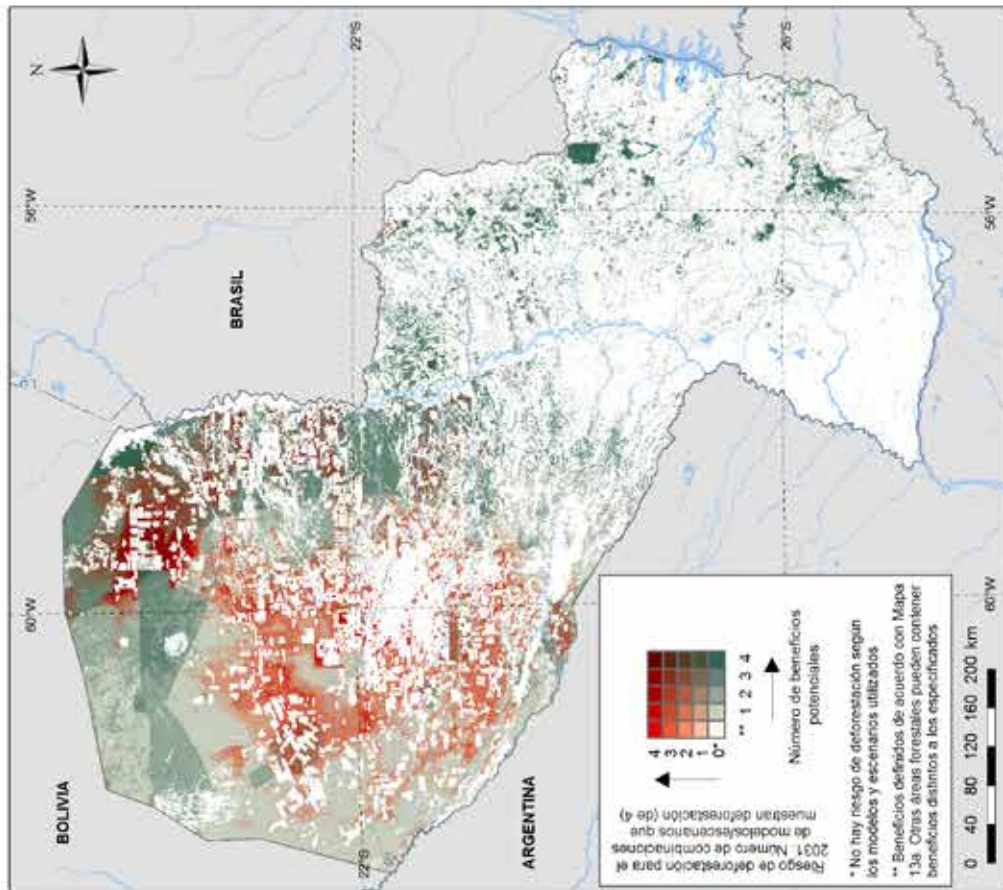 N
22°S
26°S
56°W
56°W
60°W
60°W
22°S
BOLIVIA
BRASIL
ARGENTINA
Riesgo de deforestación para el
2031. Número de combinaciones
de modelos/escenarios que
muestran deforestación (de 4)
4
3
2
1
0*
** 1 2 3 4
Número de beneficios
potenciales
* No hay riesgo de deforestación según
los modelos y escenarios utilizados
** Beneficios definidos de acuerdo con Mapa
13a. Otras áreas forestales pueden contener
beneficios distintos a los especificados
0 40 80 120 160 200 km